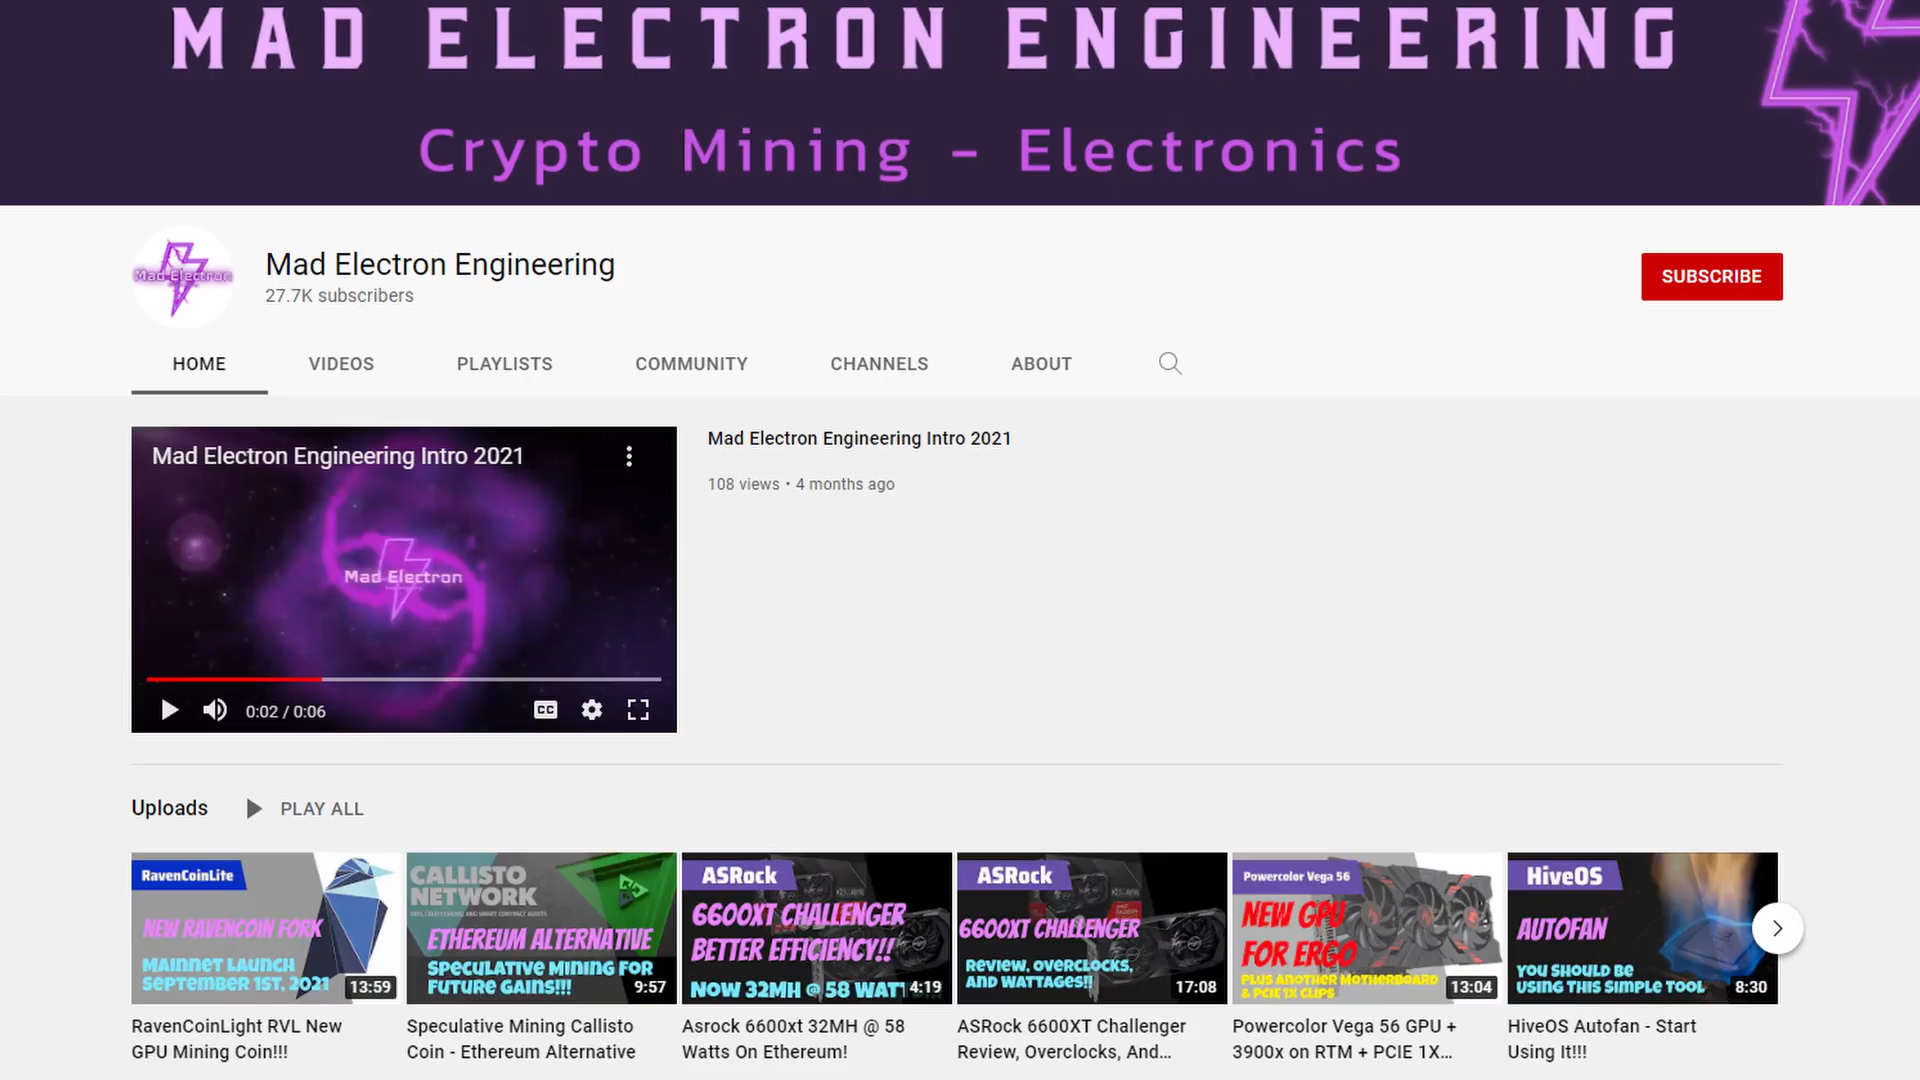 MAD ELECTRON ENGINEERING
Crypto Mining - Electronics
Mad Electron
Mad Electron Engineering
27.7K subscribers
SUBSCRIBE
HOME
VIDEOS
PLAYLISTS
COMMUNITY
CHANNELS
ABOUT
Mad Electron Engineering Intro 2021
Mad Electron
0:02 / 0:06
CC
Mad Electron Engineering Intro 2021
108 views • 4 months ago
Uploads
PLAY ALL
RavenCoinLite
NEW RAVENCOIN FORK
MAINNET LAUNCH
SEPTEMBER 1ST, 2021
13:59
RavenCoinLight RVL New
GPU Mining Coin!!!
CALLISTO
NETWORK
ETHEREUM ALTERNATIVE
SPECULATIVE MINING FOR
FUTURE GAINS!!!
9:57
Speculative Mining Callisto
Coin - Ethereum Alternative
ASRock
6600XT CHALLENGER
BETTER EFFICIENCY!!
NOW 32MH @ 58 WAT
4:19
Asrock 6600xt 32MH @ 58
Watts On Ethereum!
ASRock
6600XT CHALLENGER
REVIEW, OVERCLOCKS,
AND WATTAGES!!
17:08
ASRock 6600XT Challenger
Review, Overclocks, And...
Powercolor Vega 56
NEW GPU
FOR ERGO
PLUS ANOTHER MOTHERBOARD
& PCIE 1X CLIPS
13:04
Powercolor Vega 56 GPU +
3900x on RTM + PCIE 1X...
HiveOS
AUTOFAN
YOU SHOULD BE
USING THIS SIMPLE TOOL
8:30
HiveOS Autofan - Start
Using It!!!